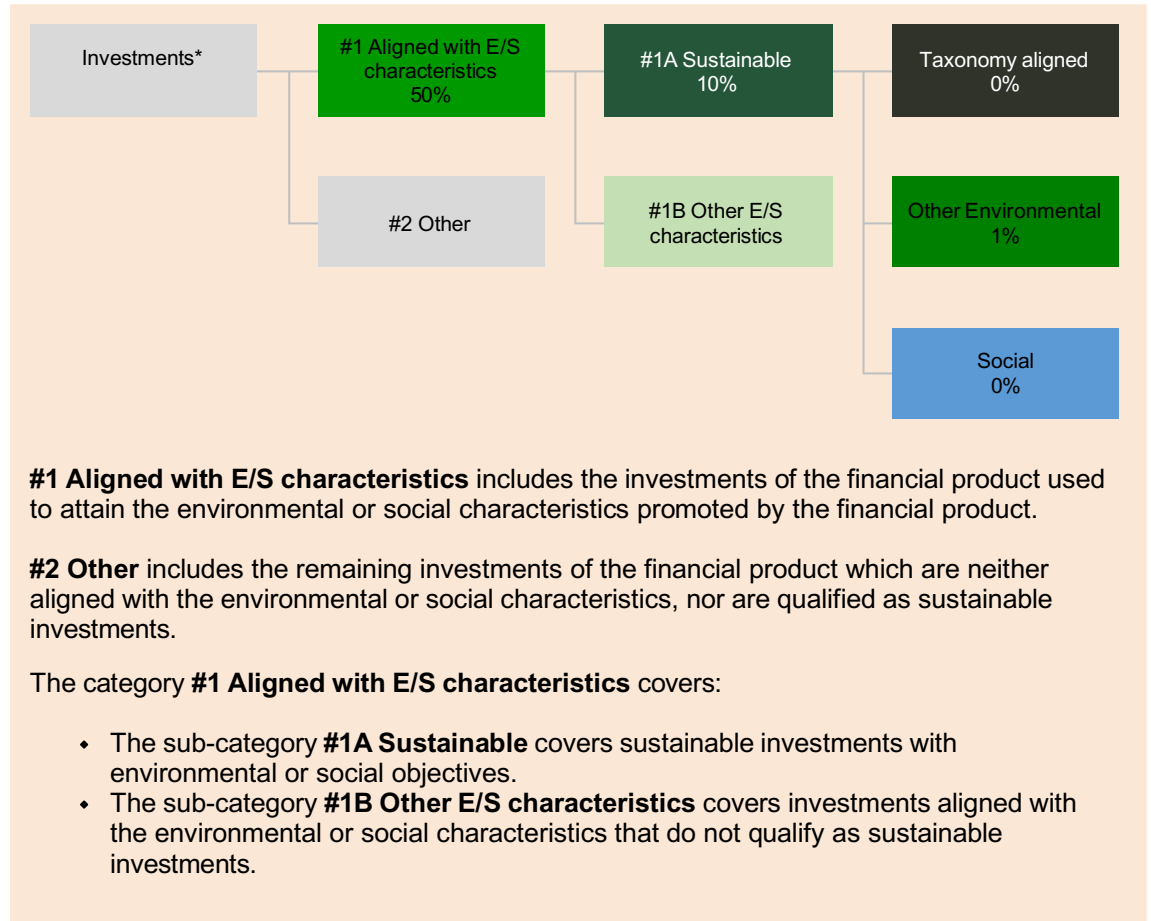 Investments*
#1 Aligned with E/S
characteristics
50%
#1A Sustainable
10%
Taxonomy aligned
0%
#2 Other
#1B Other E/S
characteristics
Other Environmental
1%
Social
0%
#1 Aligned with E/S characteristics includes the investments of the financial product used
to attain the environmental or social characteristics promoted by the financial product.
#2 Other includes the remaining investments of the financial product which are neither
aligned with the environmental or social characteristics, nor are qualified as sustainable
investments.
The category #1 Aligned with E/S characteristics covers:
• The sub-category #1A Sustainable covers sustainable investments with
environmental or social objectives.
• The sub-category #1B Other E/S characteristics covers investments aligned with
the environmental or social characteristics that do not qualify as sustainable
investments.